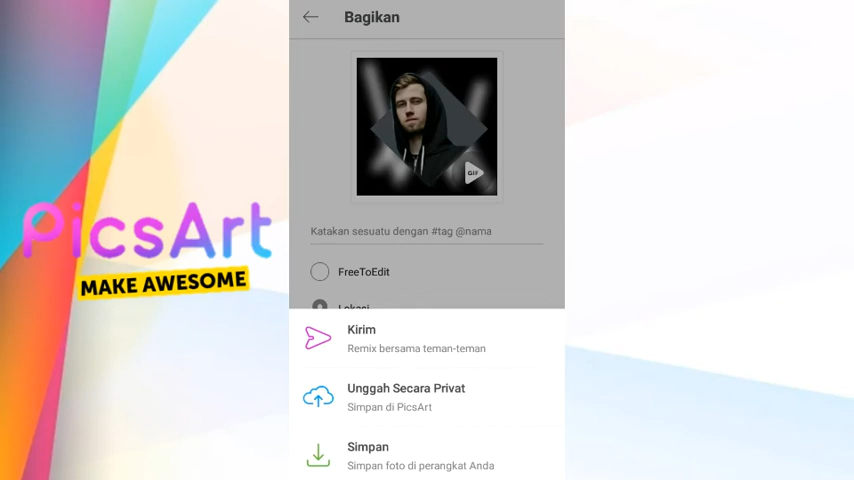 PicsArt
MAKE AWESOME
Bagikan
GIF
Katakan sesuatu dengan #tag @nama
FreeToEdit
Lokasi
Kirim
Remix bersama teman-teman
Unggah Secara Privat
Simpan di PicsArt
Simpan
Simpan foto di perangkat Anda